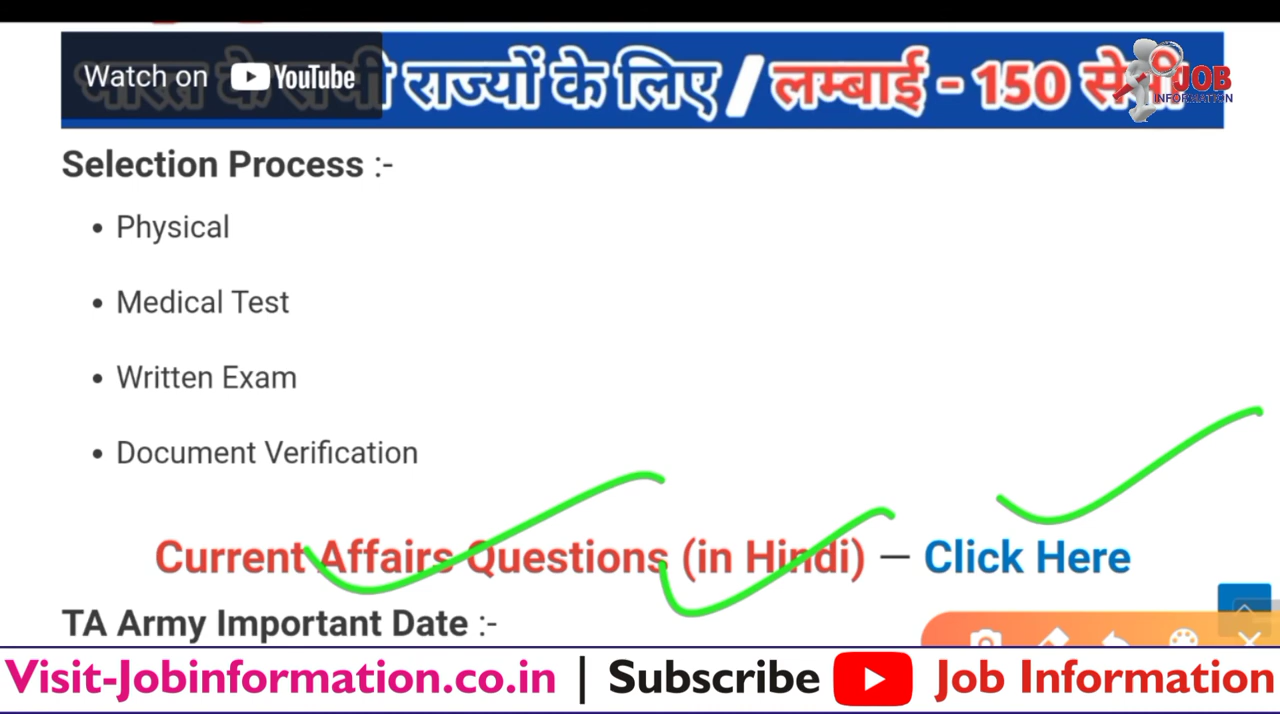 Watch on YouTube राज्यों के लिए / लम्बाई - 150
JOB
INFORMATION
Selection Process :-
• Physical
• Medical Test
• Written Exam
• Document Verification
Current Affairs Questions (in Hindi) — Click Here
TA Army Important Date :-
Visit-Jobinformation.co.in | Subscribe Job Information